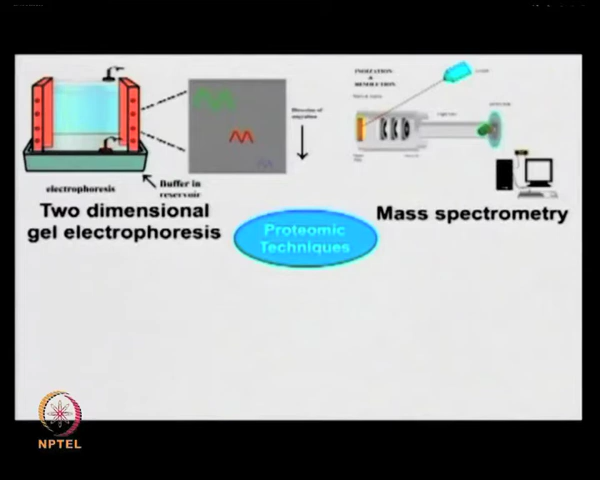 IONIZATION
&
RESOLUTION
Direction of
migration
electrophoresis
Buffer in
reservoir
Two dimensional
gel electrophoresis
Mass spectrometry
Proteomic
Techniques
NPTEL